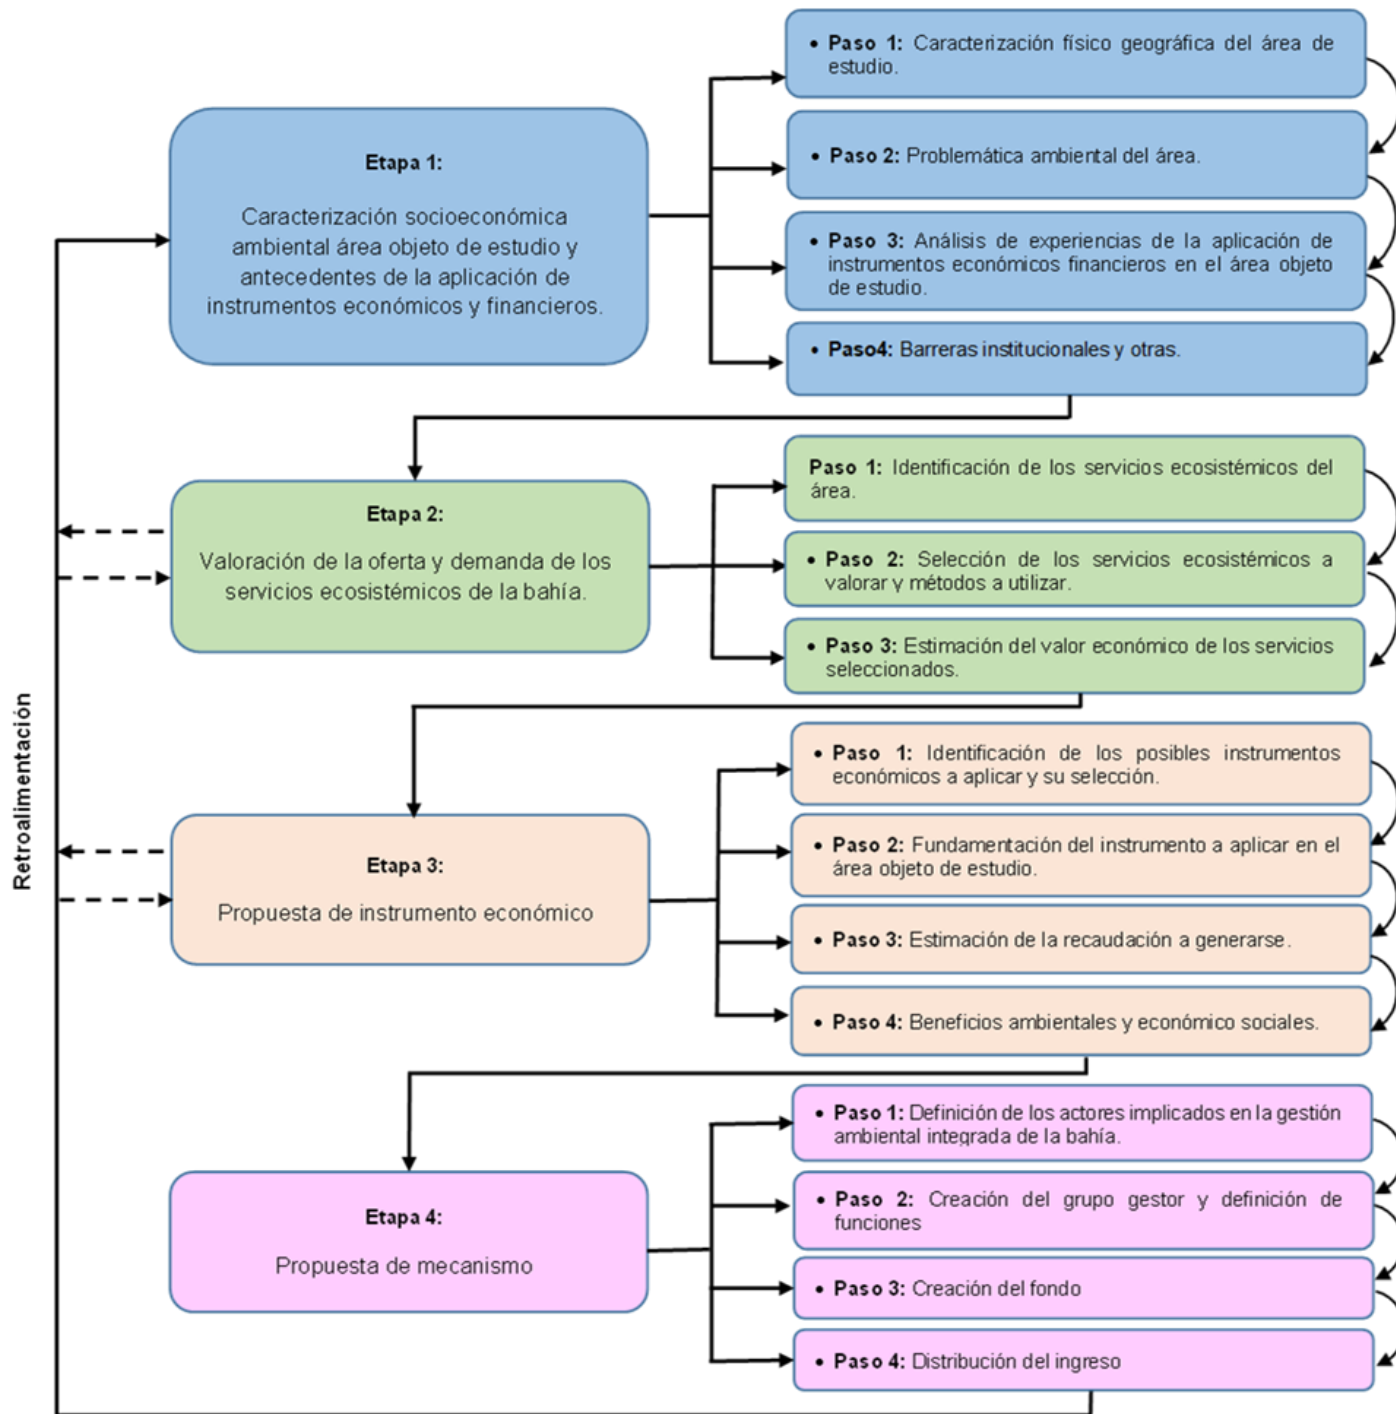 • Paso 1: Caracterización físico geográfica del área de
estudio.
Etapa 1:
Caracterización socioeconómica
ambiental área objeto de estudio y
antecedentes de la aplicación de
instrumentos económicos y financieros.
• Paso 2: Problemática ambiental del área.
• Paso 3: Análisis de experiencias de la aplicación de
instrumentos económicos financieros en el área objeto
de estudio.
• Paso4: Barreras institucionales y otras.
Etapa 2:
Valoración de la oferta y demanda de los
servicios ecosistémicos de la bahía.
Paso 1: Identificación de los servicios ecosistémicos del
área.
• Paso 2: Selección de los servicios ecosistémicos a
valorar y métodos a utilizar.
• Paso 3: Estimación del valor económico de los servicios
seleccionados.
Retroalimentación
Etapa 3:
Propuesta de instrumento económico
• Paso 1: Identificación de los posibles instrumentos
económicos a aplicar y su selección.
• Paso 2: Fundamentación del instrumento a aplicar en el
área objeto de estudio.
• Paso 3: Estimación de la recaudación a generarse.
• Paso 4: Beneficios ambientales y económico sociales.
Etapa 4:
Propuesta de mecanismo
• Paso 1: Definición de los actores implicados en la gestión
ambiental integrada de la bahía.
• Paso 2: Creación del grupo gestor y definición de
funciones
• Paso 3: Creación del fondo
• Paso 4: Distribución del ingreso